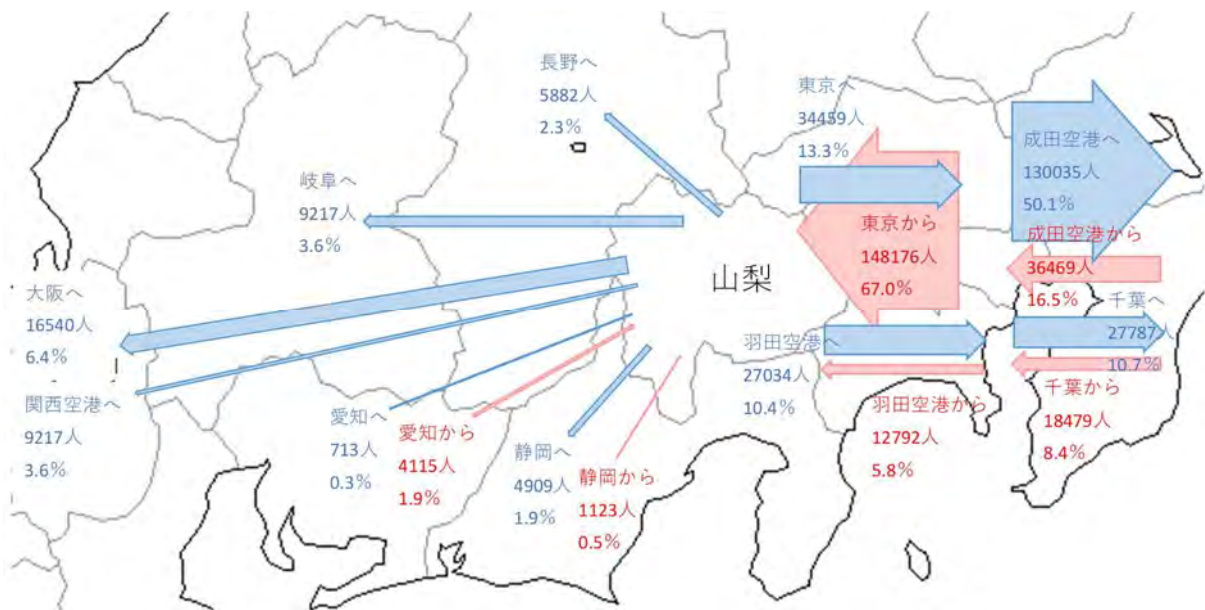 長野へ
5882人
2.3%
東京へ
34459人
13.3%
成田空港へ
130035人
50.1%
岐阜へ
9217人
3.6%
東京から
148176人
67.0%
成田空港から
36469人
16.5%
山梨
大阪へ
16540人
6.4%
千葉へ
27787人
10.7%
羽田空港へ
27034人
10.4%
関西空港へ
9217人
3.6%
愛知へ
713人
0.3%
愛知から
4115人
1.9%
静岡へ
4909人
1.9%
静岡から
1123人
0.5%
羽田空港から
12792人
5.8%
千葉から
18479人
8.4%